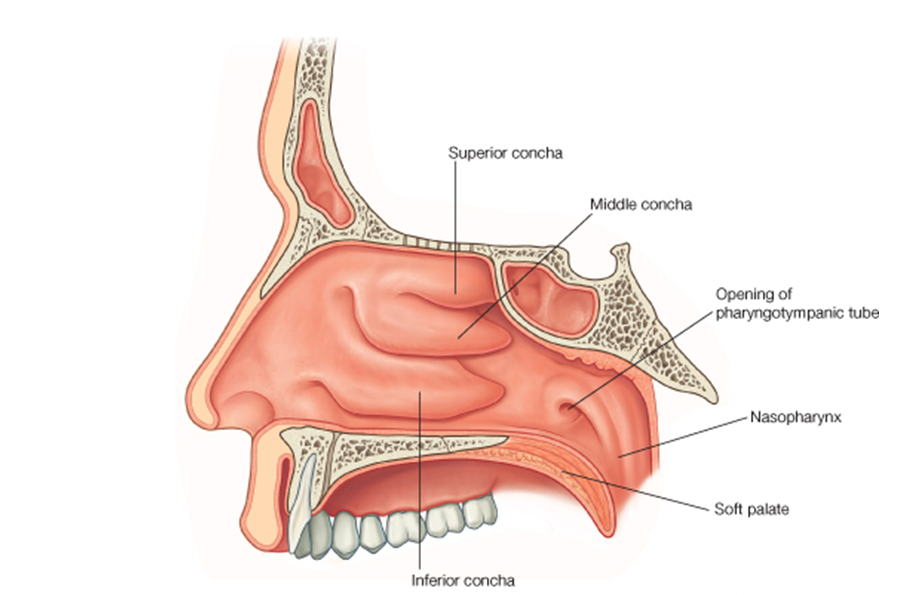 Superior concha
Middle concha
Opening of
pharyngotympanic tube
Nasopharynx
Soft palate
Inferior concha